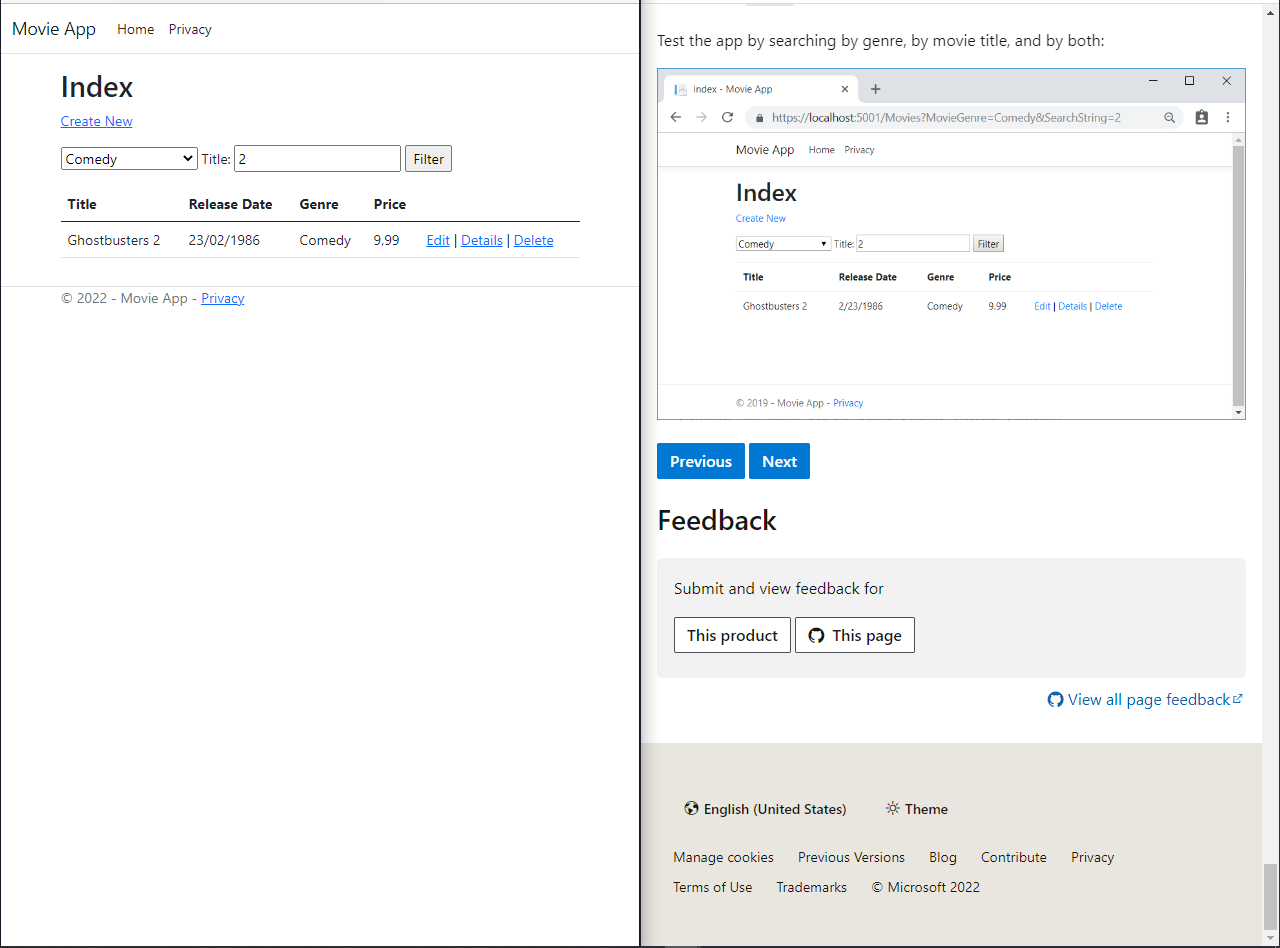 Movie App Home Privacy
Index
Create New
Comedy Title: 2 Filter
Title Release Date Genre Price
Ghostbusters 2 23/02/1986 Comedy 9,99 Edit | Details | Delete
© 2022 - Movie App - Privacy
Test the app by searching by genre, by movie title, and by both:
Index - Movie App
https://localhost:5001/Movies?MovieGenre=Comedy&SearchString=2
Movie App Home Privacy
Index
Create New
Comedy Title: 2 Filter
Title Release Date Genre Price
Ghostbusters 2 2/23/1986 Comedy 9.99 Edit | Details | Delete
© 2019 - Movie App - Privacy
Previous Next
Feedback
Submit and view feedback for
This product This page
View all page feedback
English (United States) Theme
Manage cookies Previous Versions Blog Contribute Privacy
Terms of Use Trademarks © Microsoft 2022